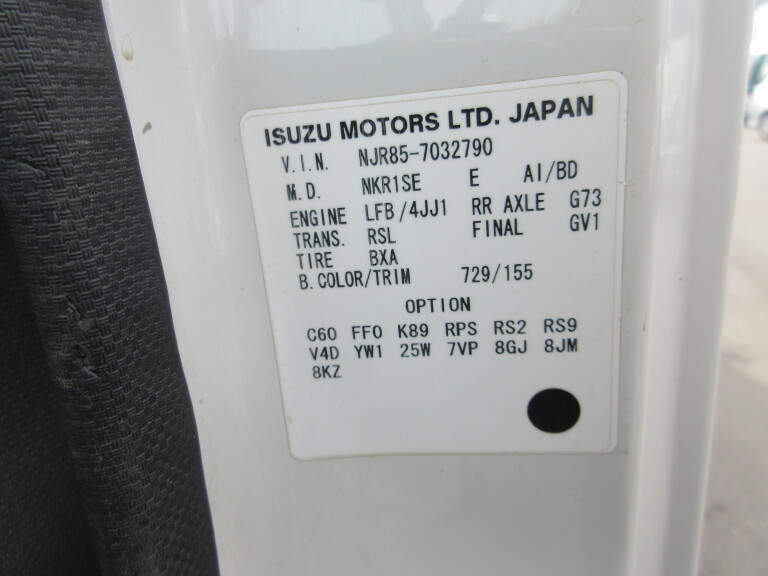 ISUZU MOTORS LTD. JAPAN
V.I.N. NJR85-7032790
M.D. NKR1SE E AI/BD
ENGINE LFB/4JJ1 RR AXLE G73
TRANS. RSL FINAL GV1
TIRE BXA
B.COLOR/TRIM 729/155
OPTION
C60 FF0 K89 RPS RS2 RS9
V4D YW1 25W 7VP 8GJ 8JM
8KZ